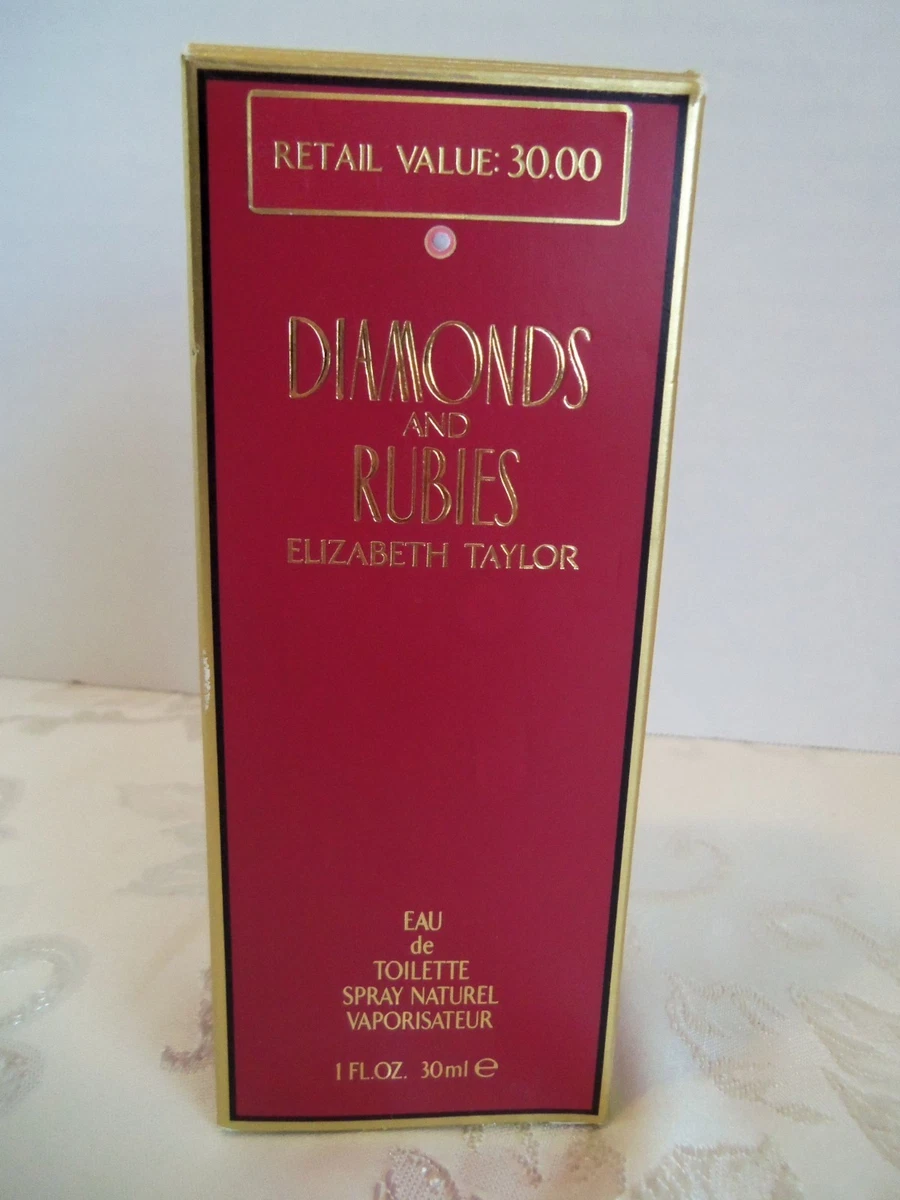 RETAIL VALUE: 30.00
DIAMONDS
AND
RUBIES
ELIZABETH TAYLOR
EAU
de
TOILETTE
SPRAY NATUREL
VAPORISATEUR
1 FL.OZ. 30ml ℮